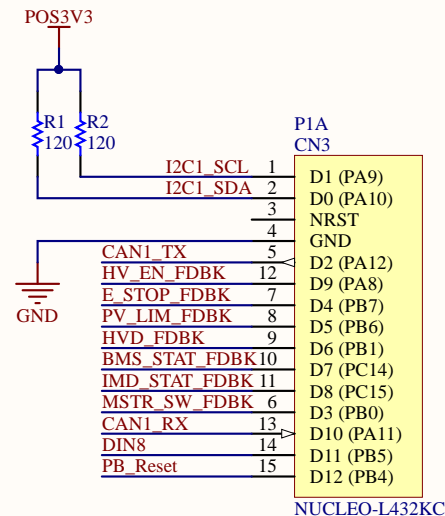 POS3V3
R1 R2
120 120
P1A
CN3
I2C1_SCL 1 D1 (PA9)
I2C1_SDA 2 D0 (PA10)
3 NRST
4 GND
CAN1_TX 5 D2 (PA12)
HV_EN_FDBK 12 D9 (PA8)
E_STOP_FDBK 7 D4 (PB7)
PV_LIM_FDBK 8 D5 (PB6)
HVD_FDBK 9 D6 (PB1)
BMS_STAT_FDBK 10 D7 (PC14)
IMD_STAT_FDBK 11 D8 (PC15)
MSTR_SW_FDBK 6 D3 (PB0)
CAN1_RX 13 D10 (PA11)
DIN8 14 D11 (PB5)
PB_Reset 15 D12 (PB4)
GND
NUCLEO-L432KC